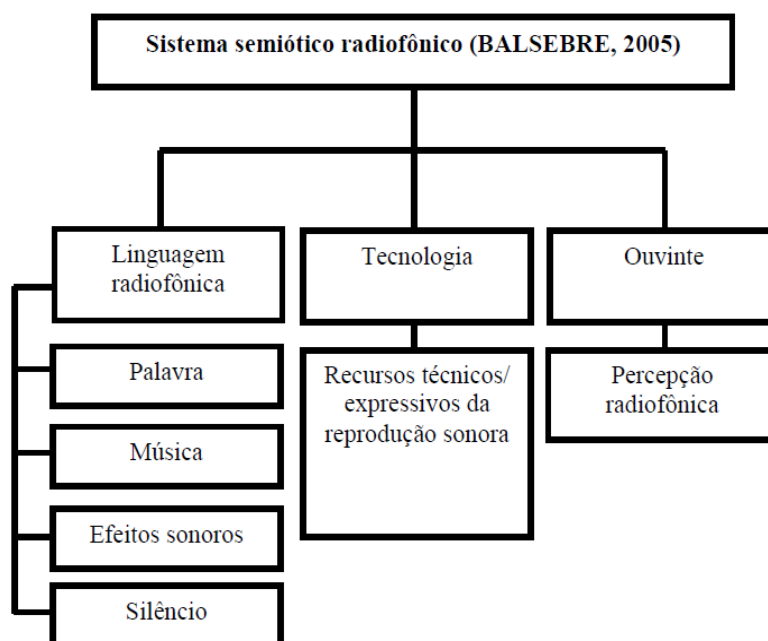 Sistema semiótico radiofônico (BALSEBRE, 2005)
Linguagem
radiofônica
Tecnologia
Ouvinte
Palavra
Música
Efeitos sonoros
Silêncio
Recursos técnicos/
expressivos da
reprodução sonora
Percepção
radiofônica